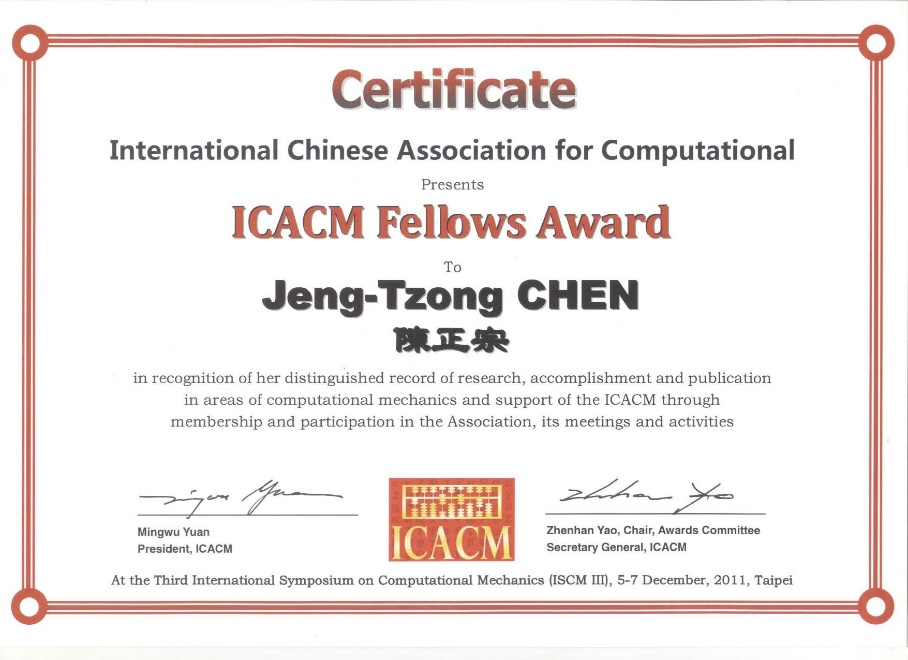 Certificate
International Chinese Association for Computational
Presents
ICACM Fellows Award
To
Jeng-Tzong CHEN
陳正宗
in recognition of her distinguished record of research, accomplishment and publication
in areas of computational mechanics and support of the ICACM through
membership and participation in the Association, its meetings and activities
Mingwu Yuan
Zhenhan Yao
Mingwu Yuan
President, ICACM
ICACM
Zhenhan Yao, Chair, Awards Committee
Secretary General, ICACM
At the Third International Symposium on Computational Mechanics (ISCM III), 5-7 December, 2011, Taipei